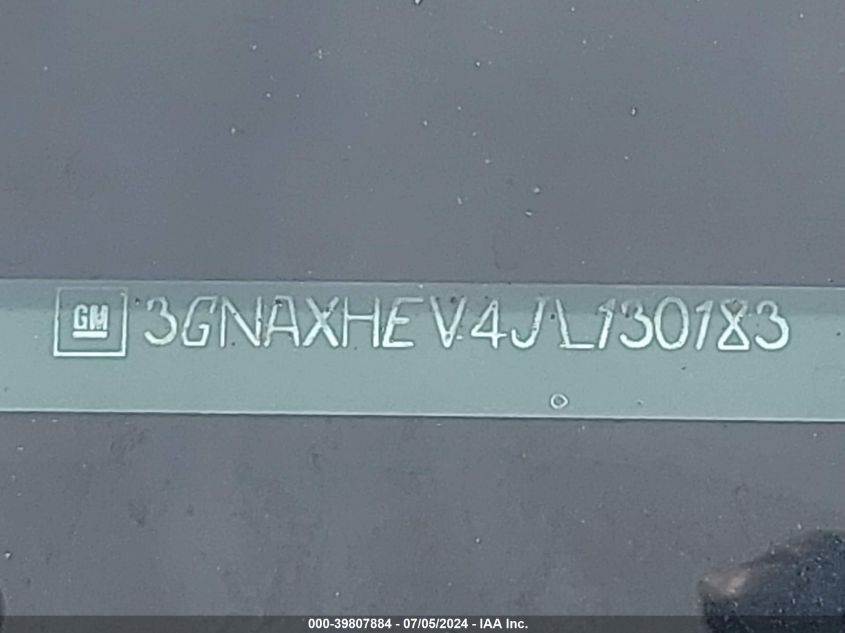 GM 3GNAXHEV4JL130183
000-39807884 - 07/05/2024 - IAA Inc.